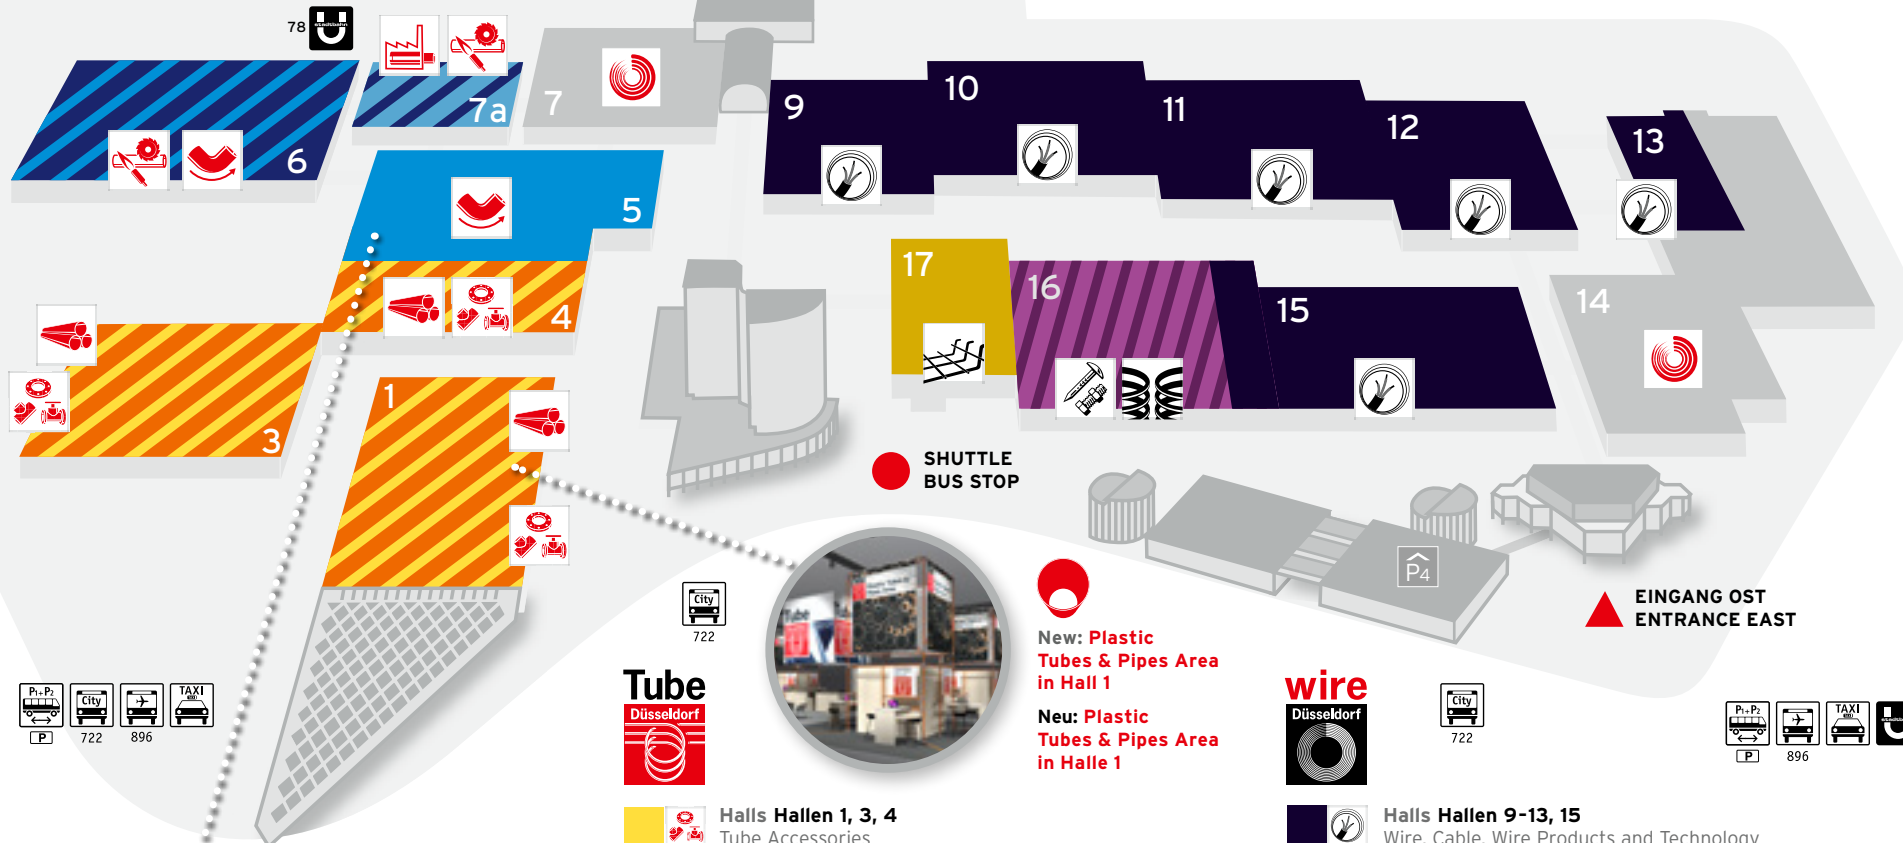 78
stadtbahn
6
7a
7
9
10
11
12
13
5
4
3
1
17
16
15
14
SHUTTLE
BUS STOP
P4
EINGANG OST
ENTRANCE EAST
City
722
New: Plastic
Tubes & Pipes Area
in Hall 1
Neu: Plastic
Tubes & Pipes Area
in Halle 1
P1+P2
P
City
722
896
TAXI
Tube
Düsseldorf
Tube
wire
Düsseldorf
City
722
P1+P2
P
896
TAXI
Halls Hallen 1, 3, 4
Tube Accessories
Halls Hallen 9-13, 15
Wire, Cable, Wire Products and Technology